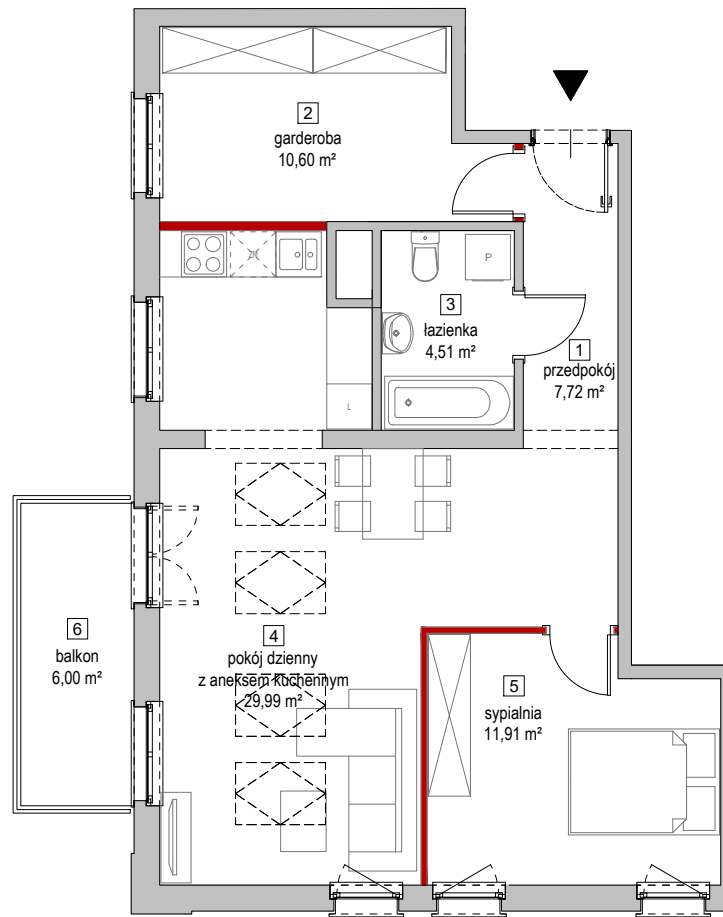 2
garderoba
10,60 m²
ZM
3
łazienka
4,51 m²
P
1
przedpokój
7,72 m²
L
6
balkon
6,00 m²
4
pokój dzienny
z aneksem kuchennym
29,99 m²
5
sypialnia
11,91 m²